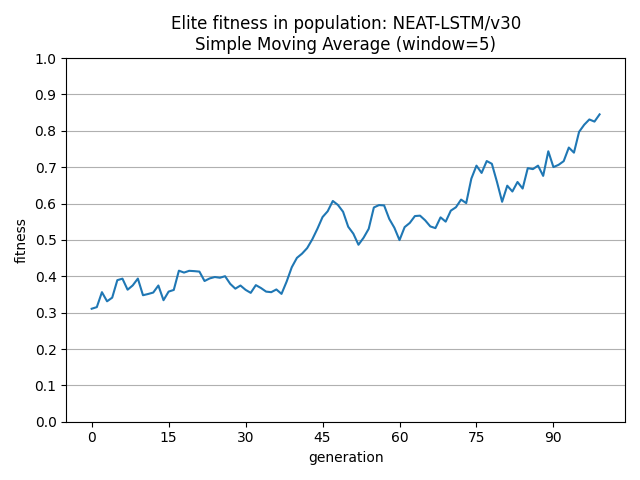 Elite fitness in population: NEAT-LSTM/v30
Simple Moving Average (window=5)
1.0
0.9
0.8
0.7
0.6
0.5
0.4
0.3
0.2
0.1
0.0
fitness
0 15 30 45 60 75 90
generation